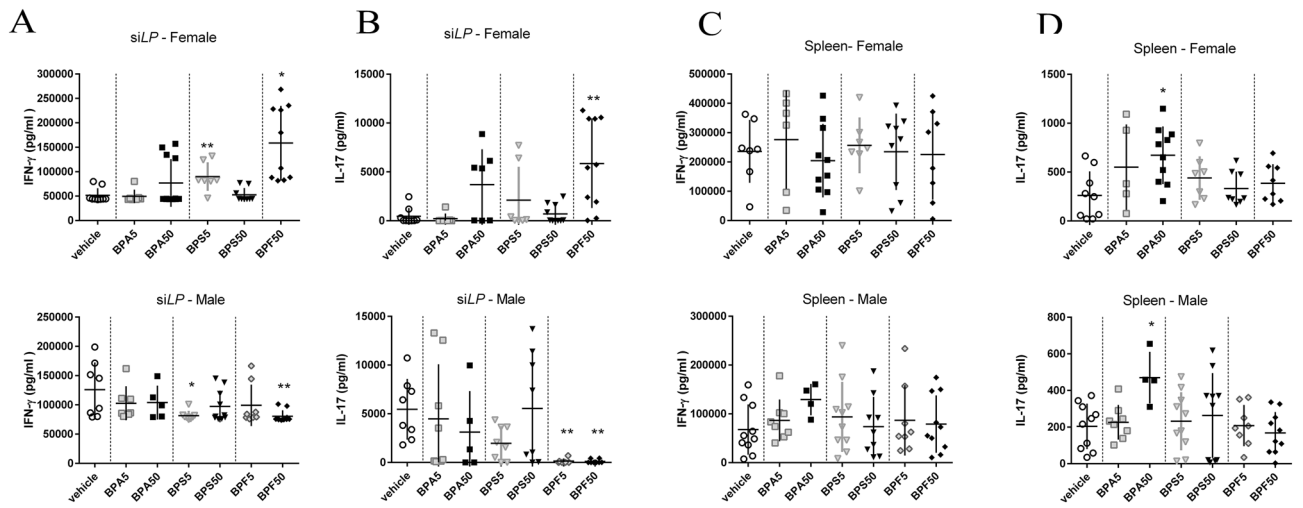 A
siLP - Female
IFN-γ (pg/ml)
300000
250000
200000
150000
100000
50000
0
*
**
vehicle
BPA5
BPA50
BPS5
BPS50
BPF50
B
siLP - Female
IL-17 (pg/ml)
15000
10000
5000
0
**
vehicle
BPA5
BPA50
BPS5
BPS50
BPF50
C
Spleen- Female
IFN-γ (pg/ml)
500000
400000
300000
200000
100000
0
vehicle
BPA5
BPA50
BPS5
BPS50
BPF50
D
Spleen - Female
IL-17 (pg/ml)
1500
1000
500
0
*
vehicle
BPA5
BPA50
BPS5
BPS50
BPF50
siLP - Male
IFN-γ (pg/ml)
250000
200000
150000
100000
50000
0
*
**
vehicle
BPA5
BPA50
BPS5
BPS50
BPF5
BPF50
siLP - Male
IL-17 (pg/ml)
15000
10000
5000
0
**
**
vehicle
BPA5
BPA50
BPS5
BPS50
BPF5
BPF50
Spleen - Male
IFN-γ (pg/ml)
300000
200000
100000
0
vehicle
BPA5
BPA50
BPS5
BPS50
BPF5
BPF50
Spleen - Male
IL-17 (pg/ml)
800
600
400
200
0
*
vehicle
BPA5
BPA50
BPS5
BPS50
BPF5
BPF50